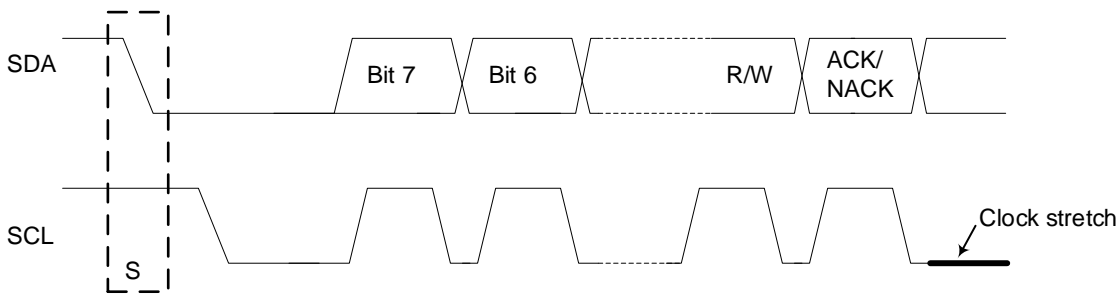 SDA
Bit 7
Bit 6
R/W
ACK/
NACK
SCL
Clock stretch
S